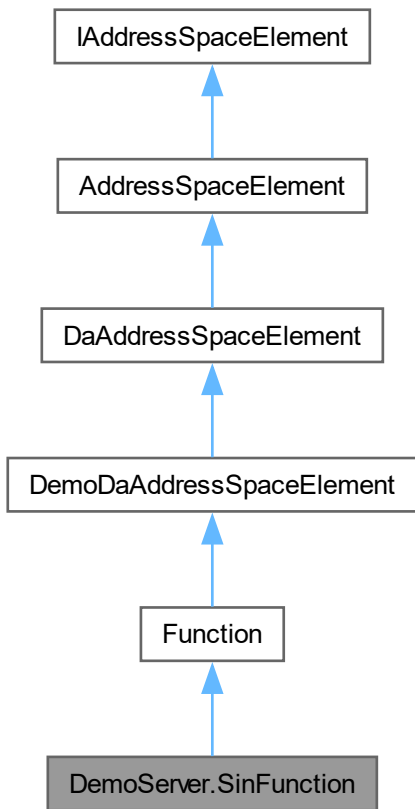 IAddressSpaceElement
AddressSpaceElement
DaAddressSpaceElement
DemoDaAddressSpaceElement
Function
DemoServer.SinFunction